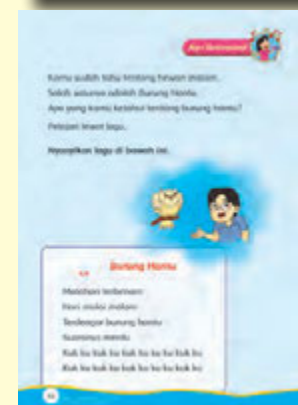 Ayo Bernyanyi
Kamu sudah tahu tentang hewan malam.
Salah satunya adalah Burung Hantu.
Apa yang kamu ketahui tentang burung hantu?
Pelajari lewat lagu.
Nyanyikan lagu di bawah ini.
Burung Hantu
Matahari terbenam
Hari mulai malam
Terdengar burung hantu
Suaranya merdu
Kuk ku kuk ku kuk ku ku ku kuk ku
Kuk ku kuk ku kuk ku ku ku kuk ku